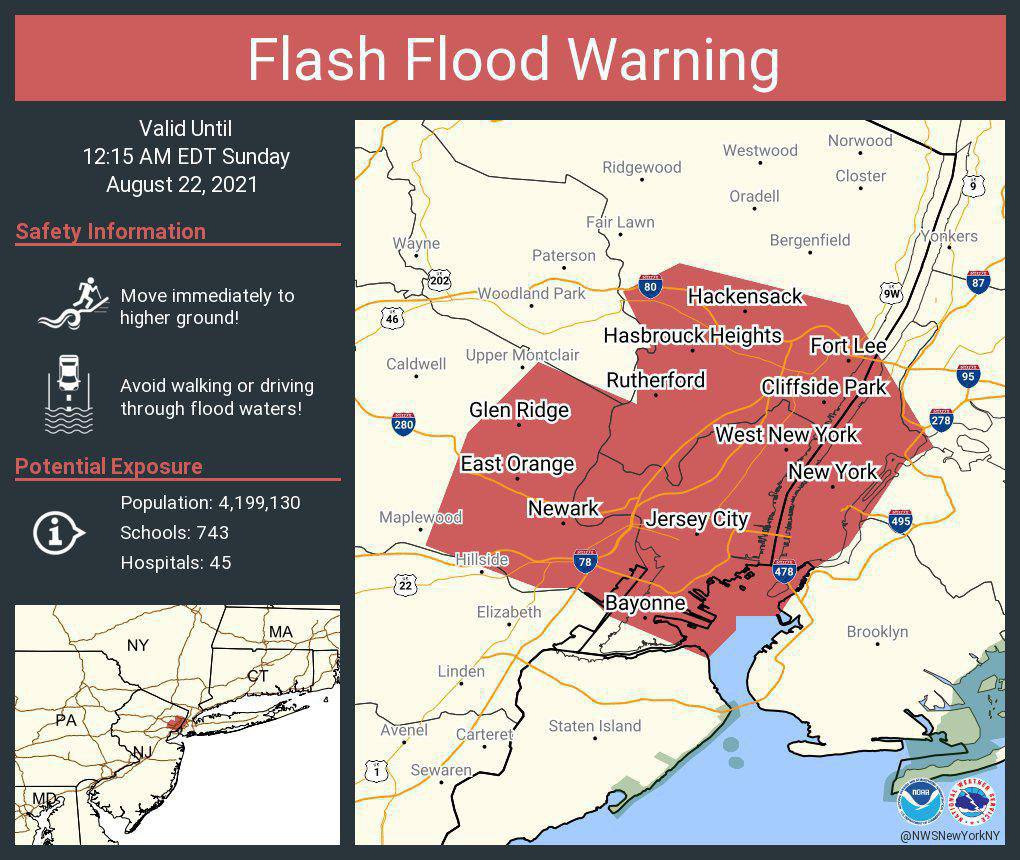 Flash Flood Warning
Valid Until
12:15 AM EDT Sunday
August 22, 2021
Safety Information
Move immediately to
higher ground!
Avoid walking or driving
through flood waters!
Potential Exposure
Population: 4,199,130
Schools: 743
Hospitals: 45
NY
MA
CT
PA
NJ
MD
Norwood
Westwood
Ridgewood
Closter
9
Oradell
Fair Lawn
Wayne
Bergenfield
Yonkers
Paterson
202
80
87
Woodland Park
Hackensack
9W
46
Hasbrouck Heights
Fort Lee
Upper Montclair
Caldwell
95
Rutherford
Cliffside Park
Glen Ridge
280
278
West New York
East Orange
New York
Newark
Maplewood
Jersey City
495
Hillside
78
478
22
Bayonne
Elizabeth
Brooklyn
Linden
Avenel
Carteret
Staten Island
1
Sewaren
NOAA
NATIONAL WEATHER SERVICE
@NWSNewYorkNY